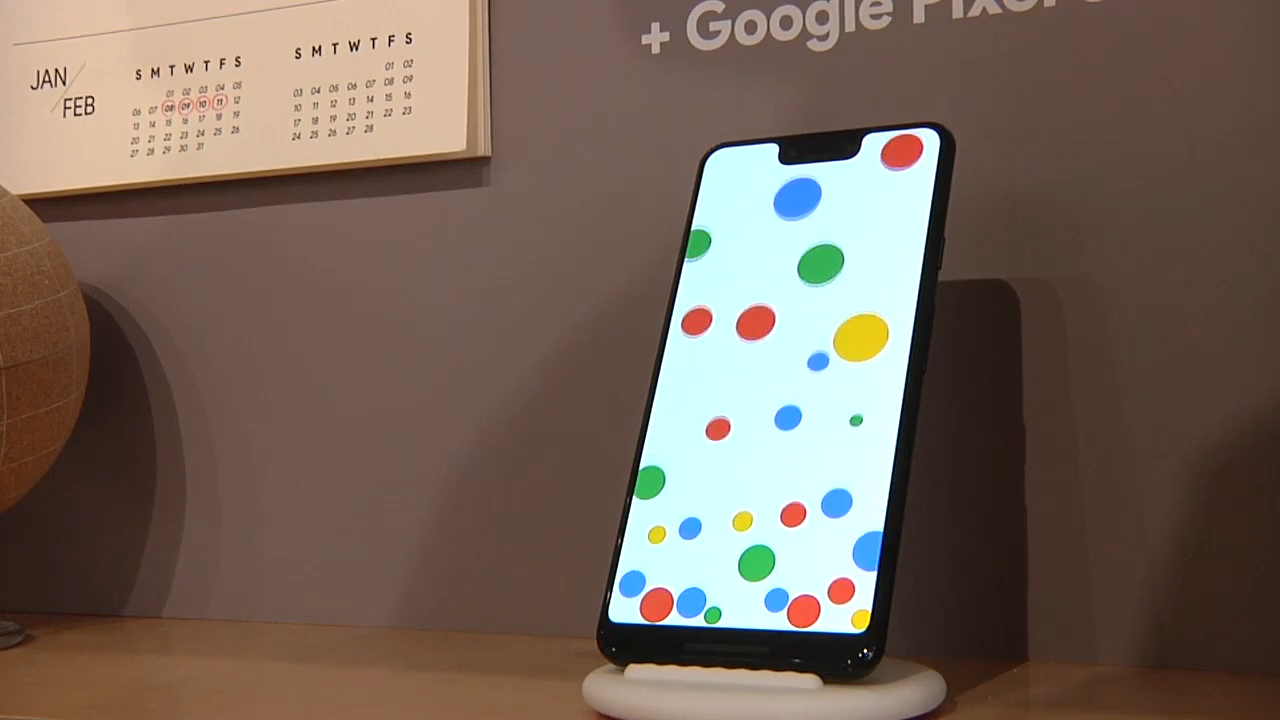 + Google Pixel
JAN
FEB
S M T W T F S
01 02 03 04 05
06 07 08 09 10 11 12
13 14 15 16 17 18 19
20 21 22 23 24 25 26
27 28 29 30 31
S M T W T F S
01 02
03 04 05 06 07 08 09
10 11 12 13 14 15 16
17 18 19 20 21 22 23
24 25 26 27 28